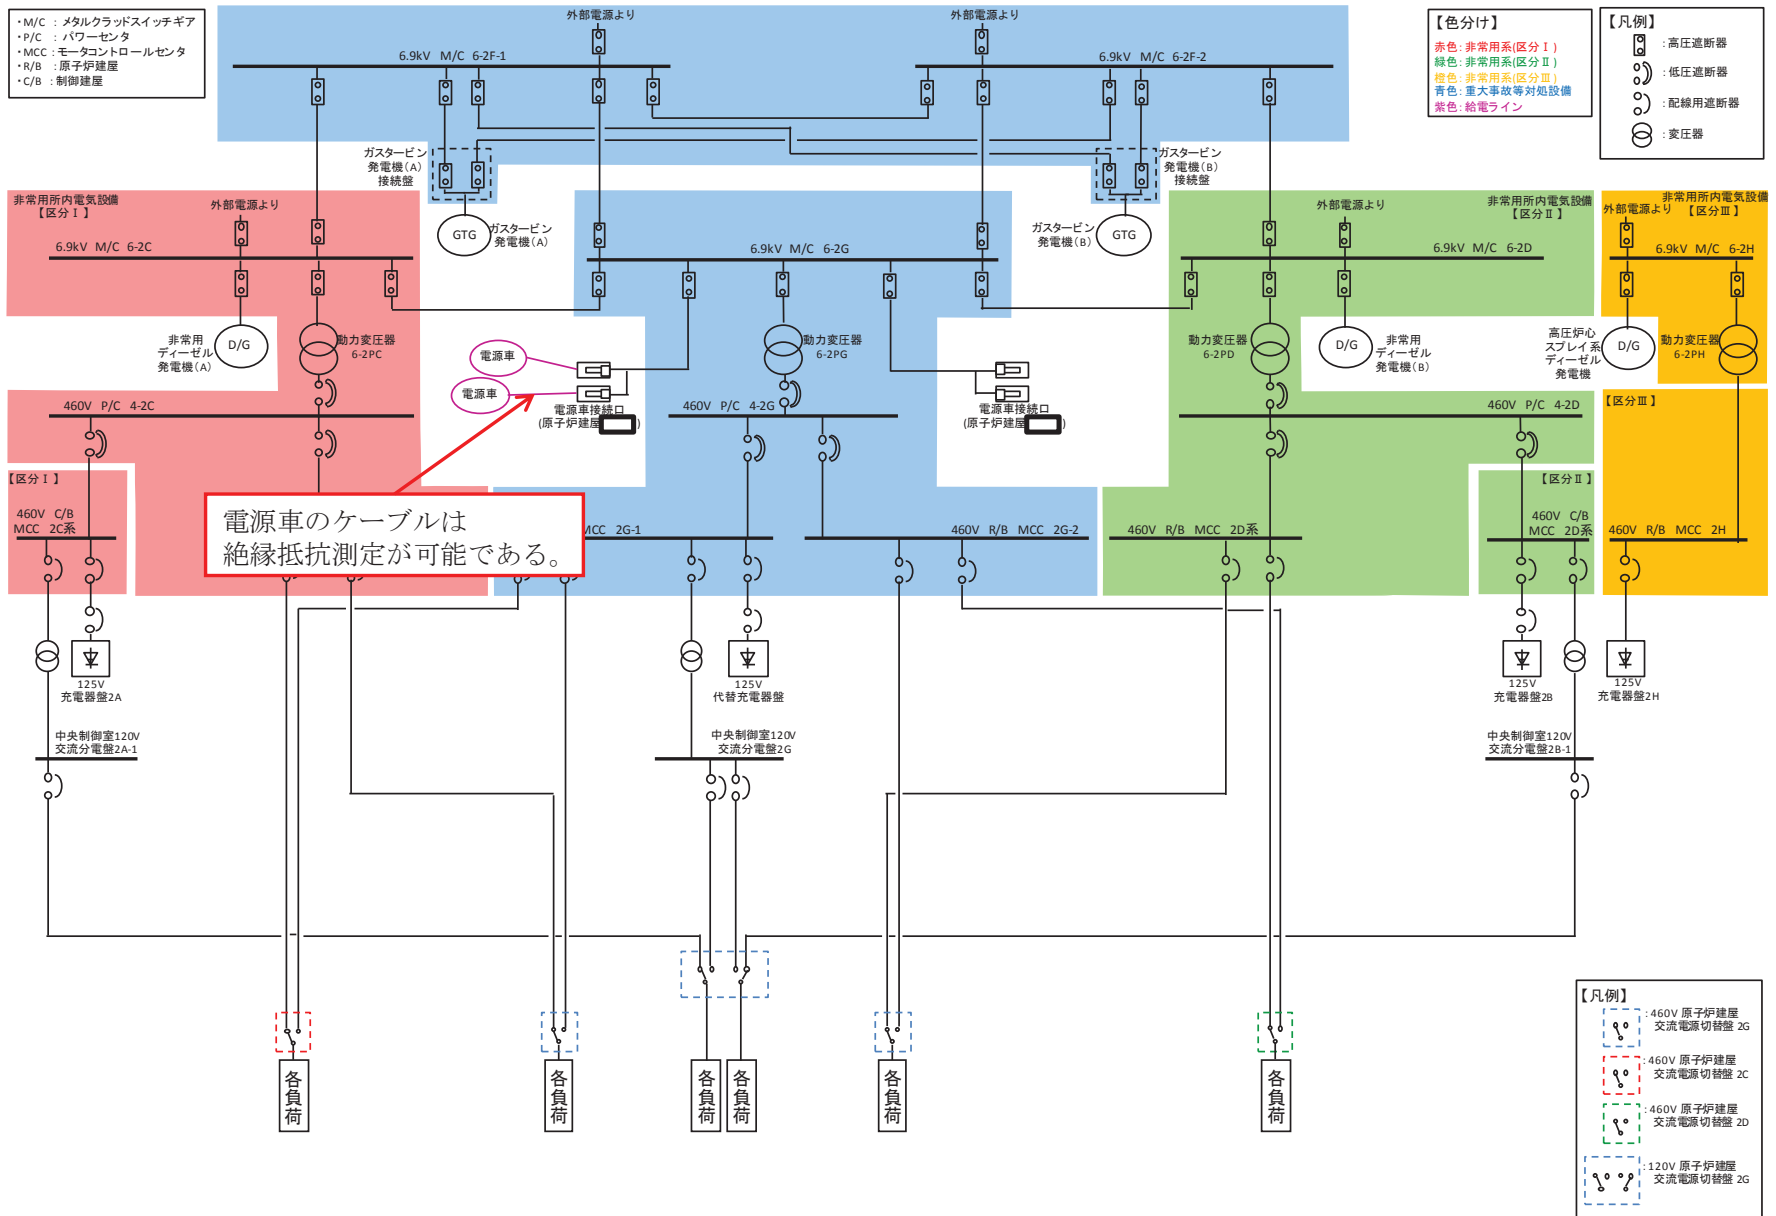 ・M/C ：メタルクラッドスイッチギア
・P/C ： パワーセンタ
・MCC：モータコントロールセンタ
・R/B ：原子炉建屋
・C/B ：制御建屋
外部電源より
外部電源より
6.9kV M/C 6-2F-1
6.9kV M/C 6-2F-2
【色分け】
赤色：非常用系(区分Ⅰ)
緑色：非常用系(区分Ⅱ)
橙色：非常用系(区分Ⅲ)
青色：重大事故等対処設備
紫色：給電ライン
【凡例】
：高圧遮断器
：低圧遮断器
：配線用遮断器
：変圧器
ガスタービン
発電機(A)
接続盤
ガスタービン
発電機(B)
接続盤
GTG
ガスタービン
発電機(A)
ガスタービン
発電機(B)
GTG
非常用所内電気設備
【区分Ⅰ】
外部電源より
6.9kV M/C 6-2C
6.9kV M/C 6-2G
外部電源より
非常用所内電気設備
【区分Ⅱ】
6.9kV M/C 6-2D
非常用所内電気設備
外部電源より 【区分Ⅲ】
6.9kV M/C 6-2H
非常用
ディーゼル
発電機(A)
D/G
動力変圧器
6-2PC
電源車
電源車
電源車接続口
(原子炉建屋 )
動力変圧器
6-2PG
電源車接続口
(原子炉建屋 )
動力変圧器
6-2PD
D/G
非常用
ディーゼル
発電機(B)
高圧炉心
スプレイ系
ディーゼル
発電機
D/G
動力変圧器
6-2PH
460V P/C 4-2C
460V P/C 4-2G
460V P/C 4-2D
【区分Ⅲ】
【区分Ⅰ】
460V C/B
MCC 2C系
電源車のケーブルは
絶縁抵抗測定が可能である。
MCC 2G-1
460V R/B MCC 2G-2
460V R/B MCC 2D系
【区分Ⅱ】
460V C/B
MCC 2D系
460V R/B MCC 2H
125V
充電器盤2A
125V
代替充電器盤
125V
充電器盤2B
125V
充電器盤2H
中央制御室120V
交流分電盤2A-1
中央制御室120V
交流分電盤2G
中央制御室120V
交流分電盤2B-1
各負荷
各負荷
各負荷
各負荷
各負荷
各負荷
【凡例】
：460V 原子炉建屋
交流電源切替盤 2G
：460V 原子炉建屋
交流電源切替盤 2C
：460V 原子炉建屋
交流電源切替盤 2D
：120V 原子炉建屋
交流電源切替盤 2G